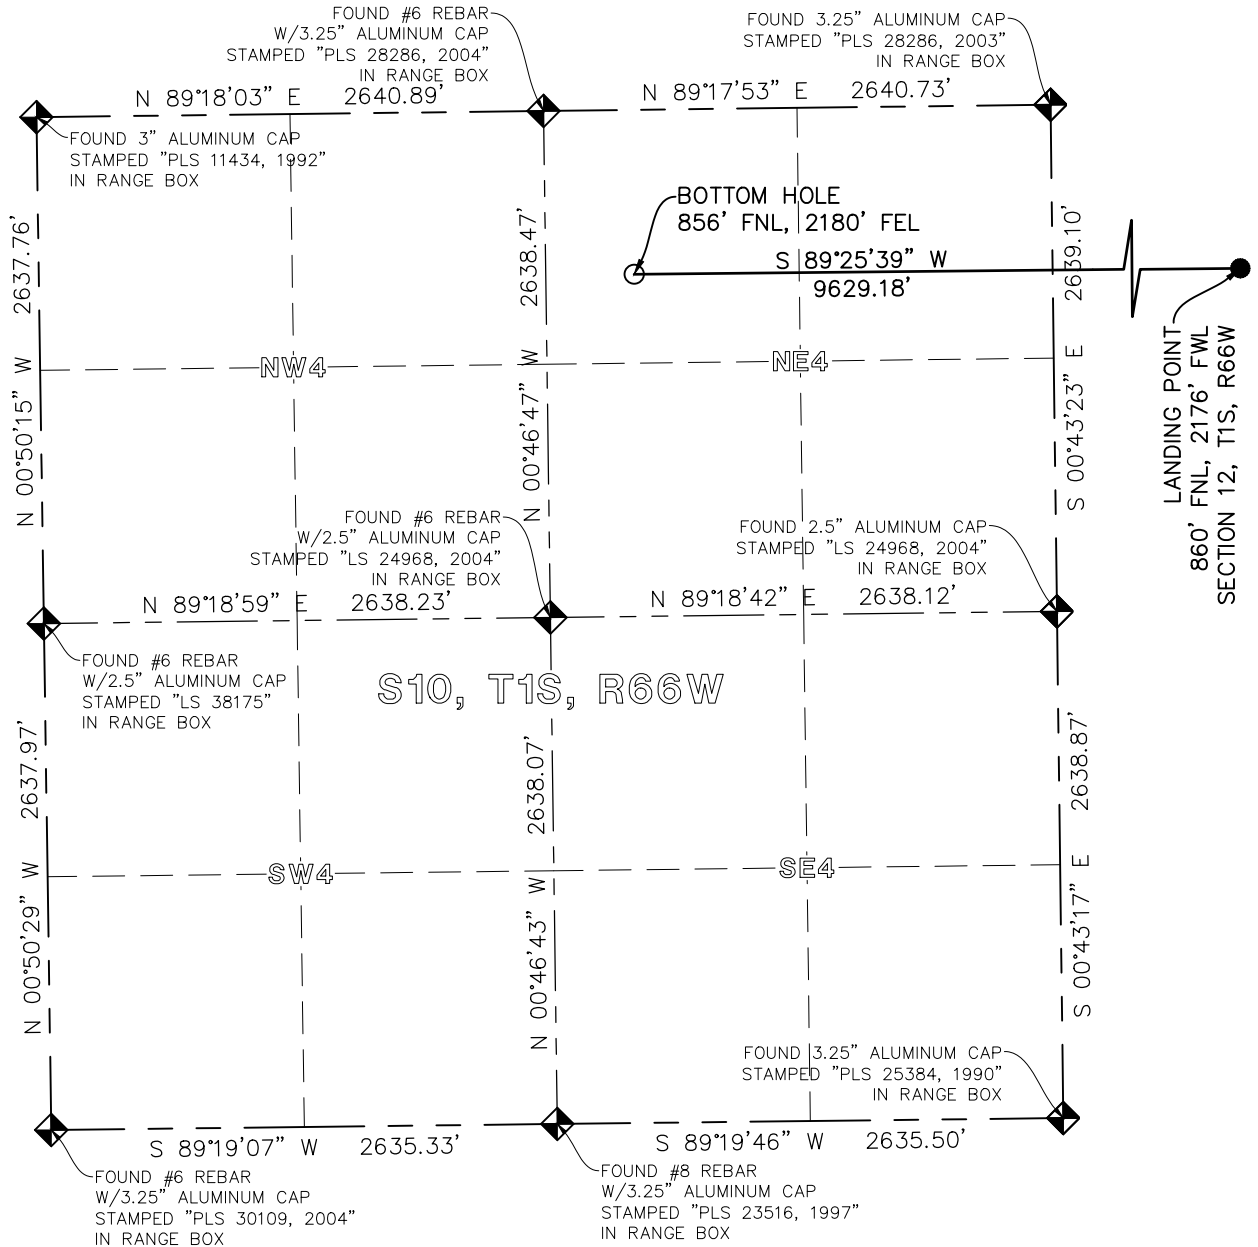 FOUND #6 REBAR
W/3.25" ALUMINUM CAP
STAMPED "PLS 28286, 2004"
IN RANGE BOX
FOUND 3.25" ALUMINUM CAP
STAMPED "PLS 28286, 2003"
IN RANGE BOX
N 89°18'03" E 2640.89'
N 89°17'53" E 2640.73'
FOUND 3" ALUMINUM CAP
STAMPED "PLS 11434, 1992"
IN RANGE BOX
BOTTOM HOLE
856' FNL, 2180' FEL
S 89°25'39" W
9629.18'
N 00°50'15" W 2637.76'
N 00°46'47" W 2638.47'
S 00°43'23" E 2639.10'
LANDING POINT
860' FNL, 2176' FWL
SECTION 12, T1S, R66W
NW4
NE4
FOUND #6 REBAR
W/2.5" ALUMINUM CAP
STAMPED "LS 24968, 2004"
IN RANGE BOX
FOUND 2.5" ALUMINUM CAP
STAMPED "LS 24968, 2004"
IN RANGE BOX
N 89°18'59" E 2638.23'
N 89°18'42" E 2638.12'
FOUND #6 REBAR
W/2.5" ALUMINUM CAP
STAMPED "LS 38175"
IN RANGE BOX
S10, T1S, R66W
N 00°50'29" W 2637.97'
N 00°46'43" W 2638.07'
S 00°43'17" E 2638.87'
SW4
SE4
FOUND 3.25" ALUMINUM CAP
STAMPED "PLS 25384, 1990"
IN RANGE BOX
S 89°19'07" W 2635.33'
S 89°19'46" W 2635.50'
FOUND #6 REBAR
W/3.25" ALUMINUM CAP
STAMPED "PLS 30109, 2004"
IN RANGE BOX
FOUND #8 REBAR
W/3.25" ALUMINUM CAP
STAMPED "PLS 23516, 1997"
IN RANGE BOX